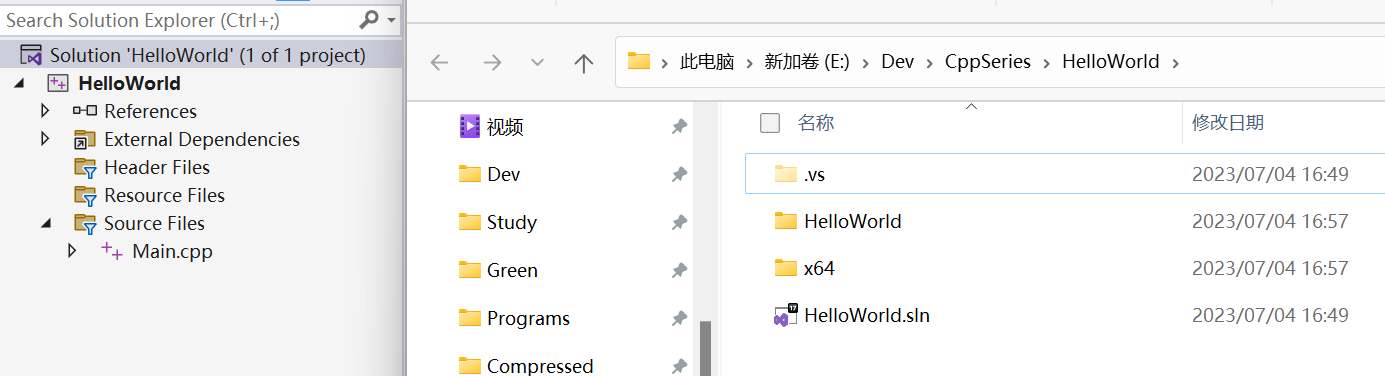 Search Solution Explorer (Ctrl+;)
Solution 'HelloWorld' (1 of 1 project)
HelloWorld
References
External Dependencies
Header Files
Resource Files
Source Files
Main.cpp
此电脑 > 新加卷 (E:) > Dev > CppSeries > HelloWorld >
视频
Dev
Study
Green
Programs
Compressed
名称 修改日期
.vs 2023/07/04 16:49
HelloWorld 2023/07/04 16:57
x64 2023/07/04 16:57
HelloWorld.sln 2023/07/04 16:49
17